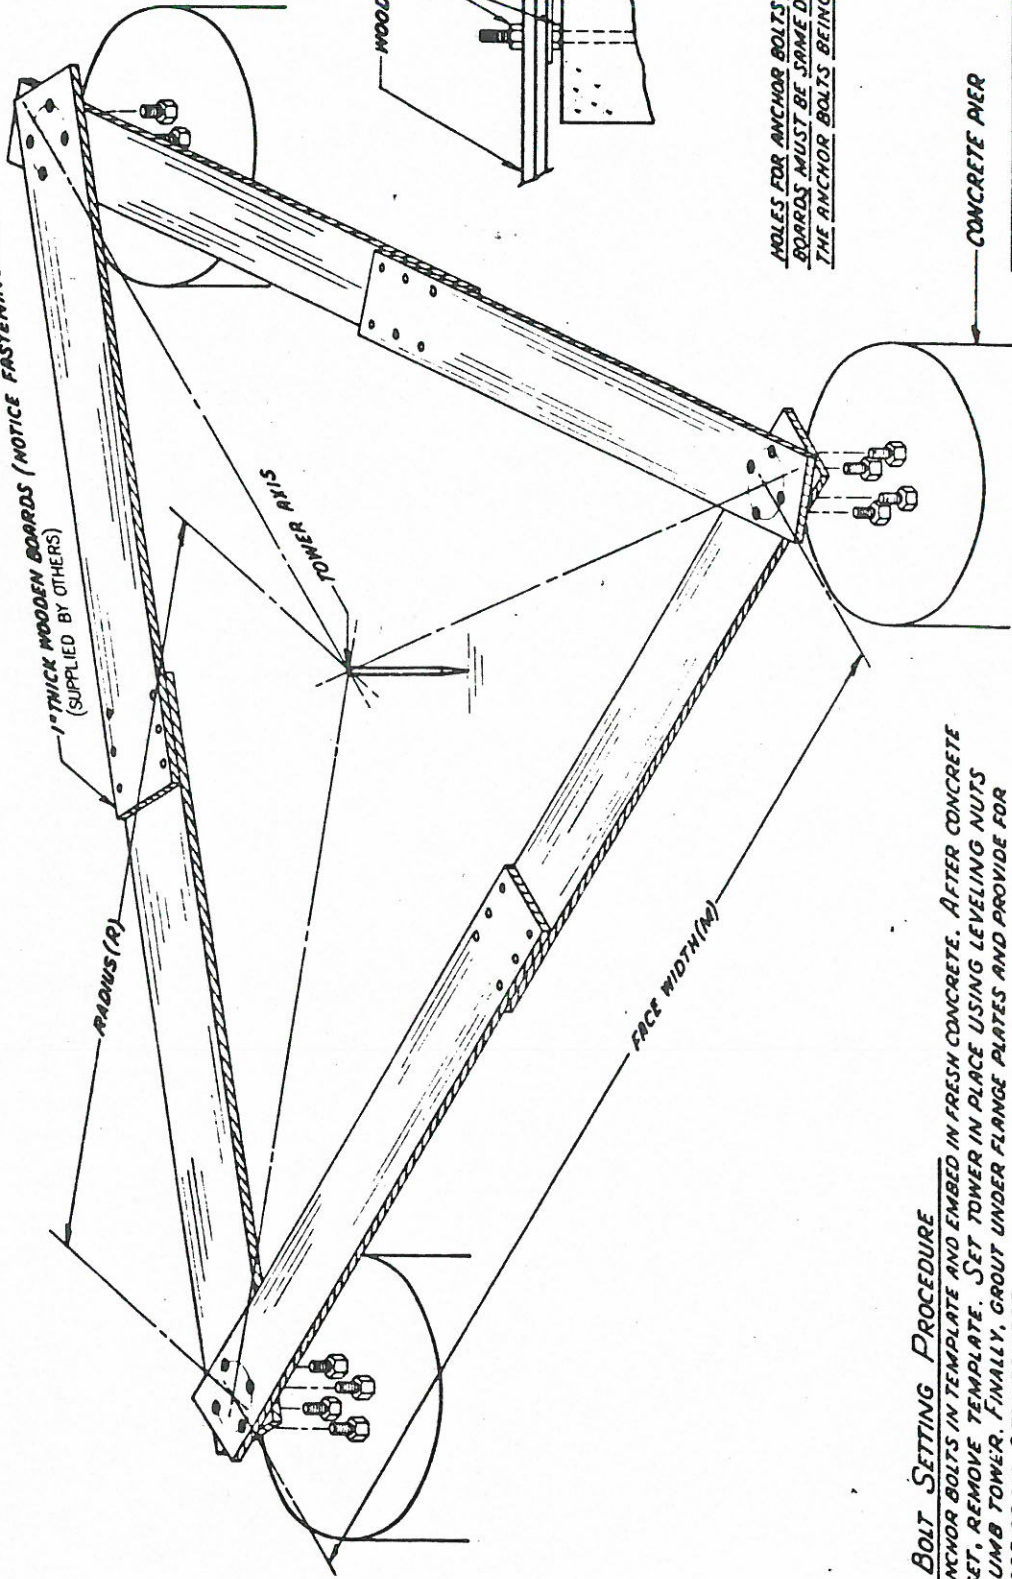 1" THICK WOODEN BOARDS (NOTICE FASTENIN
(SUPPLIED BY OTHERS)
RADIUS (R)
TOWER AXIS
FACE WIDTH (M)
WOOD
HOLES FOR ANCHOR BOLTS
BOARDS MUST BE SAME D
THE ANCHOR BOLTS BEING
CONCRETE PIER
BOLT SETTING PROCEDURE
NCHOR BOLTS IN TEMPLATE AND EMBED IN FRESH CONCRETE. AFTER CONCRETE
ET, REMOVE TEMPLATE. SET TOWER IN PLACE USING LEVELING NUTS
UMB TOWER. FINALLY, GROUT UNDER FLANGE PLATES AND PROVIDE FOR